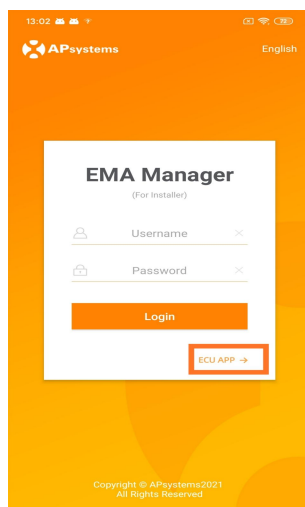 13:02
APsystems
English
EMA Manager
(For Installer)
Username
Password
Login
ECU APP →
Copyright © APsystems2021
All Rights Reserved